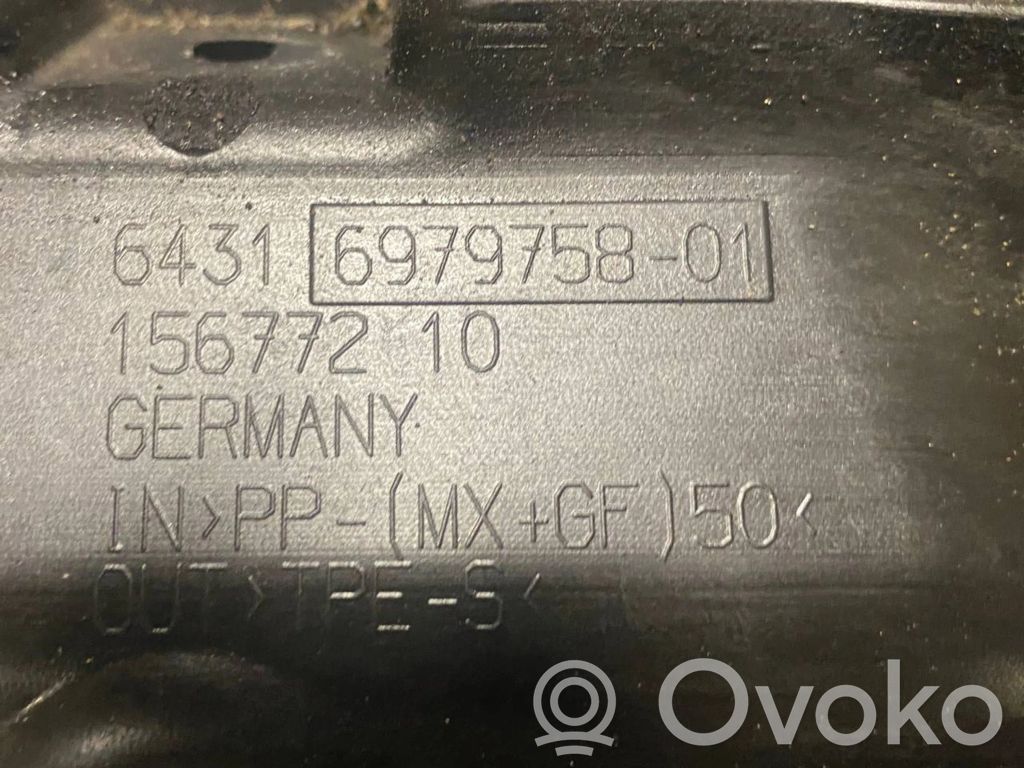 6431 6979758-01
156772 10
GERMANY
IN>PP-(MX+GF)50<
OUT>TPE-S<
Ovoko